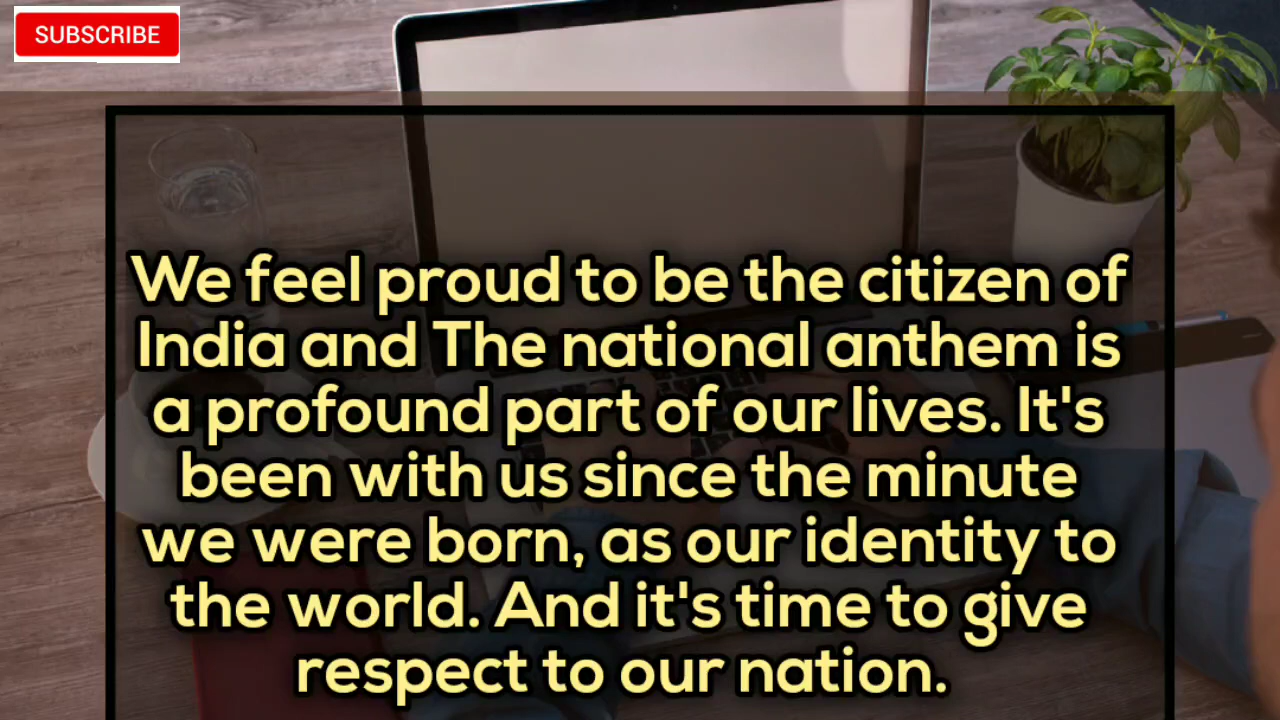 SUBSCRIBE
We feel proud to be the citizen of
India and The national anthem is
a profound part of our lives. It's
been with us since the minute
we were born, as our identity to
the world. And it's time to give
respect to our nation.